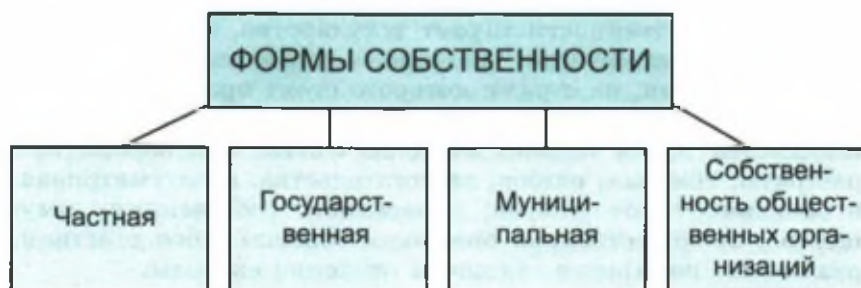 ФОРМЫ СОБСТВЕННОСТИ
Частная
Государст-
венная
Муници-
пальная
Собствен-
ность общест-
венных орга-
низаций